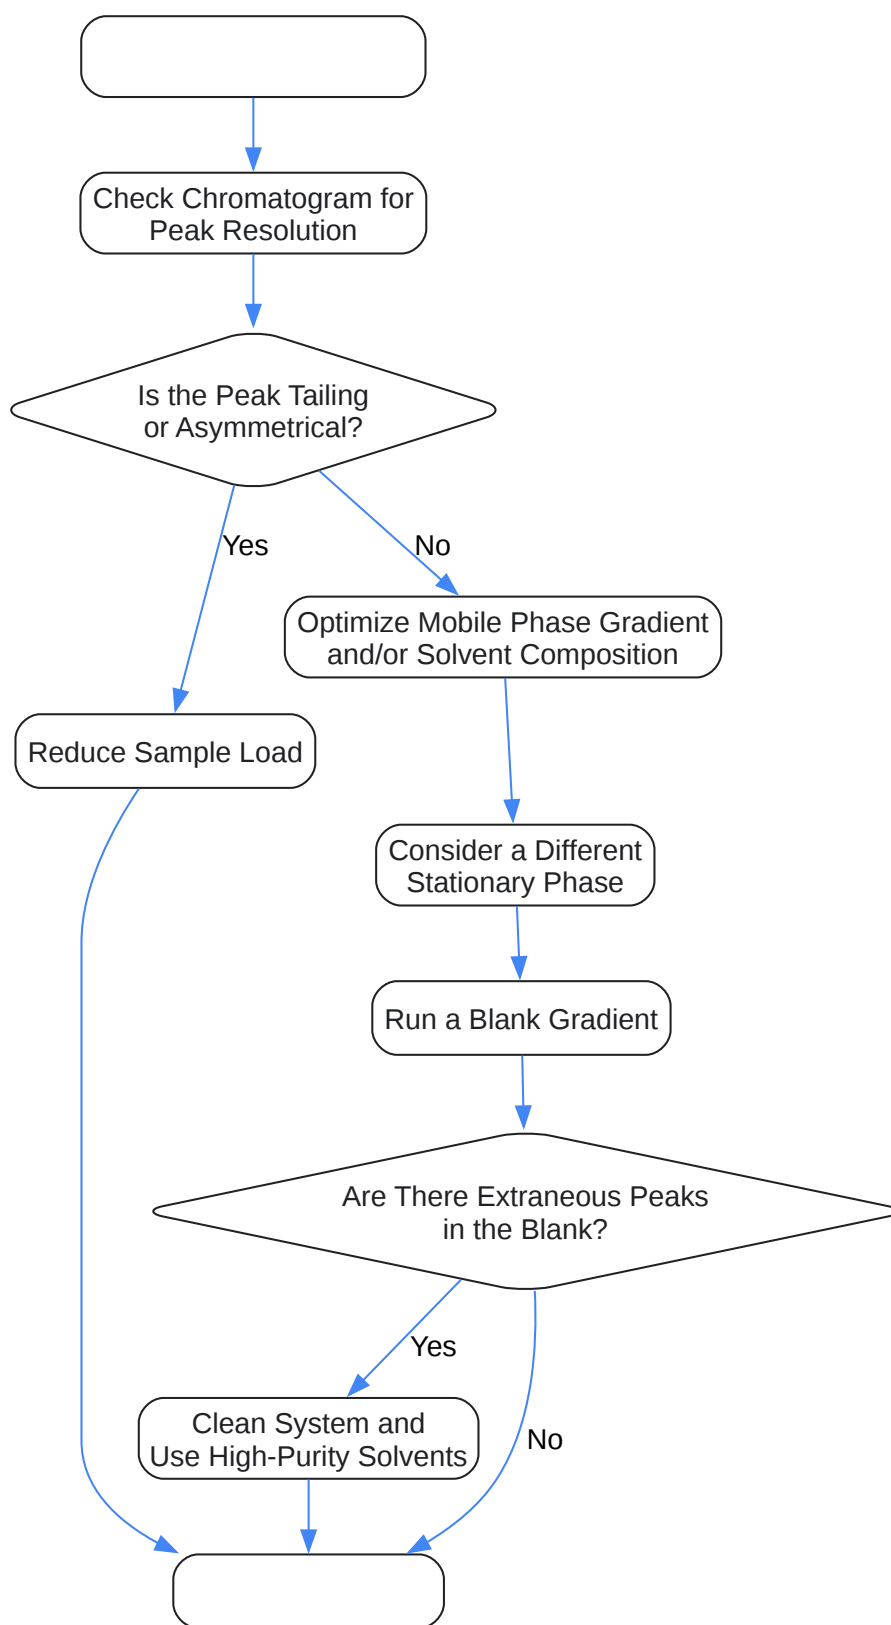 Check Chromatogram for
Peak Resolution
Is the Peak Tailing
or Asymmetrical?
Yes
No
Optimize Mobile Phase Gradient
and/or Solvent Composition
Reduce Sample Load
Consider a Different
Stationary Phase
Run a Blank Gradient
Are There Extraneous Peaks
in the Blank?
Yes
Clean System and
Use High-Purity Solvents
No